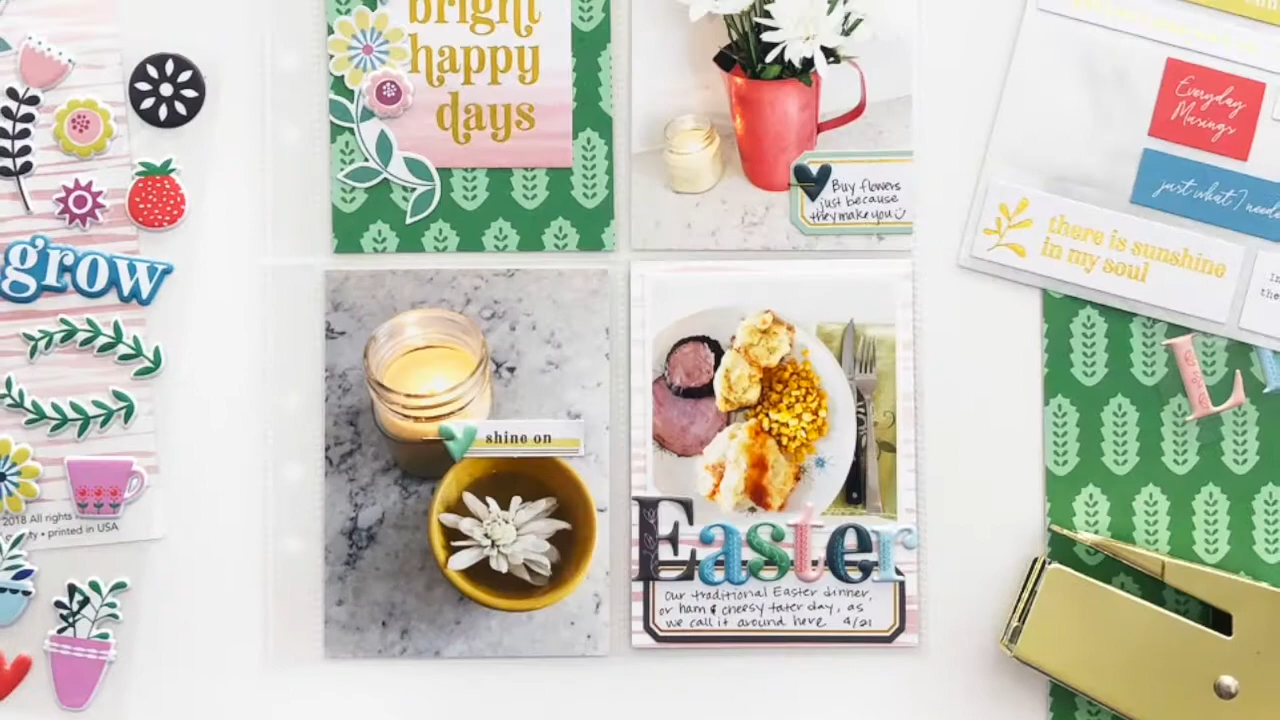 bright
happy
days
Buy flowers
just because
they make you
grow
2018 All rights
• printed in USA
shine on
Easter
Our traditional Easter dinner,
or ham & cheesy tater day, as
we call it around here 4/21
Everyday
Musings
just what I need
there is sunshine
in my soul
L